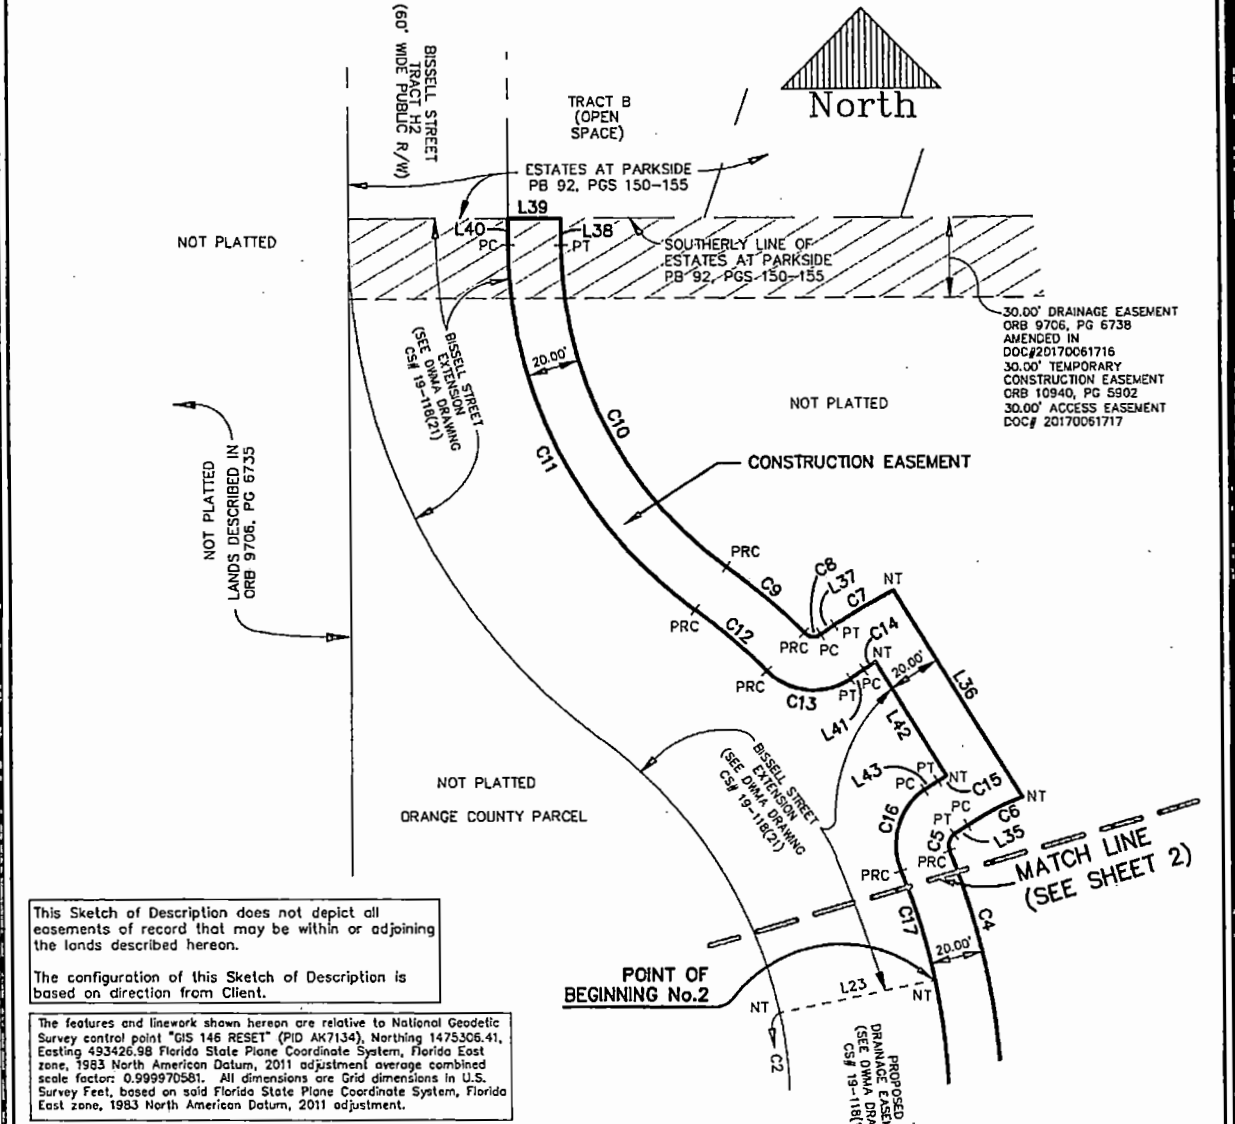 BISSELL STREET
TRACT H2
(60' WIDE PUBLIC R/W)
TRACT B
(OPEN
SPACE)
North
ESTATES AT PARKSIDE
PB 92, PGS 150-155
L39
L40
L38
PC
PT
NOT PLATTED
SOUTHERLY LINE OF
ESTATES AT PARKSIDE
PB 92, PGS 150-155
30.00' DRAINAGE EASEMENT
ORB 9706, PG 6738
AMENDED IN
DOC#20170061716
30.00' TEMPORARY
CONSTRUCTION EASEMENT
ORB 10940, PG 5902
30.00' ACCESS EASEMENT
DOC# 20170061717
BISSELL STREET
EXTENSION
(SEE DWMA DRAWING
CS# 19-118(21)
20.00'
C10
C11
NOT PLATTED
CONSTRUCTION EASEMENT
NOT PLATTED
LANDS DESCRIBED IN
ORB 9706, PG 6735
PRC
C9
C8
L37
C7
NT
PRC
C12
PRC
PC
PT
C14
NT
PRC
C13
PT
PC
L41
20.00'
L36
L42
BISSELL STREET
EXTENSION
(SEE DWMA DRAWING
CS# 19-118(21)
NOT PLATTED
ORANGE COUNTY PARCEL
L43
PT
PC
NT
C15
C16
PC
PT
C6
NT
L35
C5
PRC
PRC
MATCH LINE
(SEE SHEET 2)
C17
C4
20.00'
POINT OF
BEGINNING No.2
L23
NT
NT
C2
PROPOSED
DRAINAGE
(SEE DWMA
CS# 19-118(
This Sketch of Description does not depict all
easements of record that may be within or adjoining
the lands described hereon.
The configuration of this Sketch of Description is
based on direction from Client.
The features and linework shown hereon are relative to National Geodetic
Survey control point "GIS 146 RESET" (PID AK7134), Northing 1475306.41,
Easting 493426.98 Florida State Plane Coordinate System, Florida East
zone, 1983 North American Datum, 2011 adjustment average combined
scale factor: 0.999970581. All dimensions are Grid dimensions in U.S.
Survey Feet, based on said Florida State Plane Coordinate System, Florida
East zone, 1983 North American Datum, 2011 adjustment.